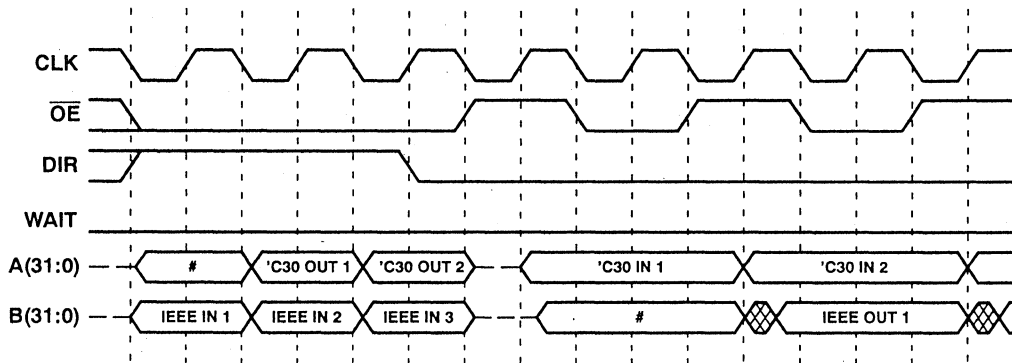 CLK
OE
DIR
WAIT
A(31:0) # 'C30 OUT 1 'C30 OUT 2 'C30 IN 1 'C30 IN 2
B(31:0) IEEE IN 1 IEEE IN 2 IEEE IN 3 # IEEE OUT 1